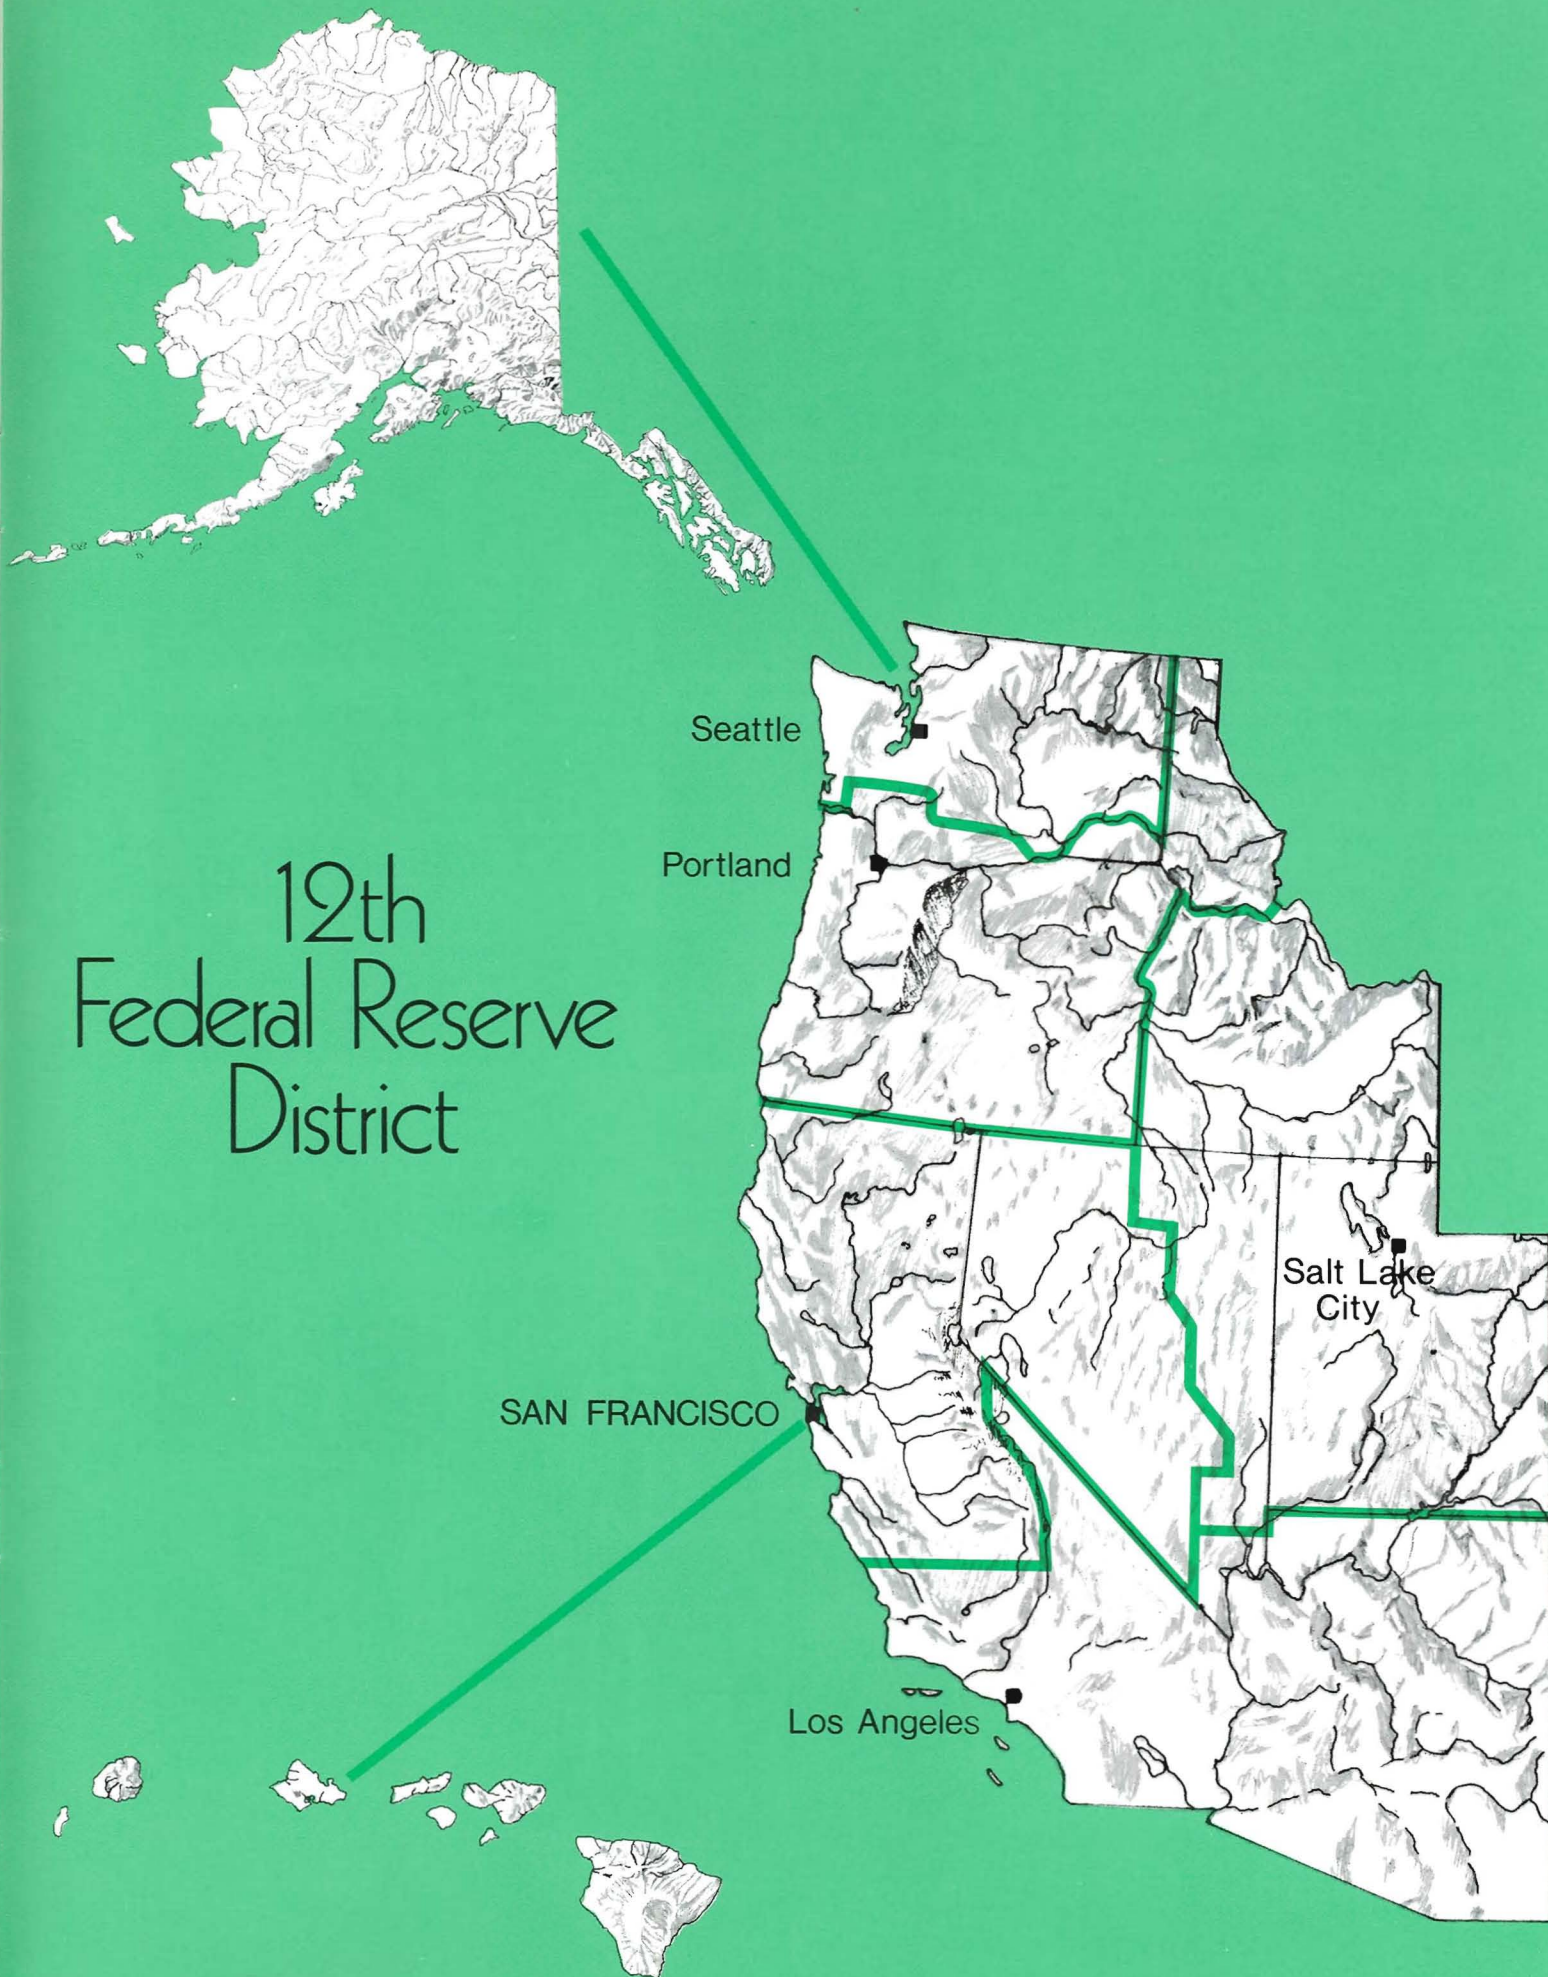 Seattle
Portland
12th
Federal Reserve
District
Salt Lake
City
SAN FRANCISCO
Los Angeles